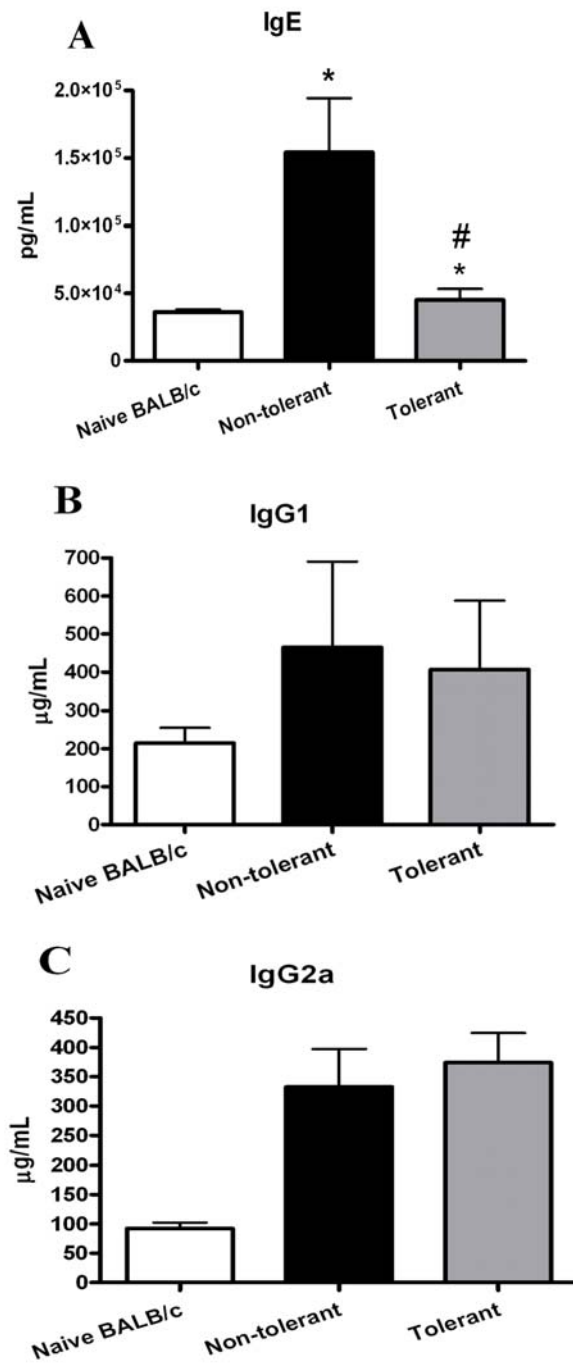 A
IgE
2.0×10⁵
1.5×10⁵
1.0×10⁵
5.0×10⁴
0
pg/mL
*
#
*
Naive BALB/c
Non-tolerant
Tolerant
B
IgG1
700
600
500
400
300
200
100
0
µg/mL
Naive BALB/c
Non-tolerant
Tolerant
C
IgG2a
450
400
350
300
250
200
150
100
50
0
µg/mL
Naive BALB/c
Non-tolerant
Tolerant